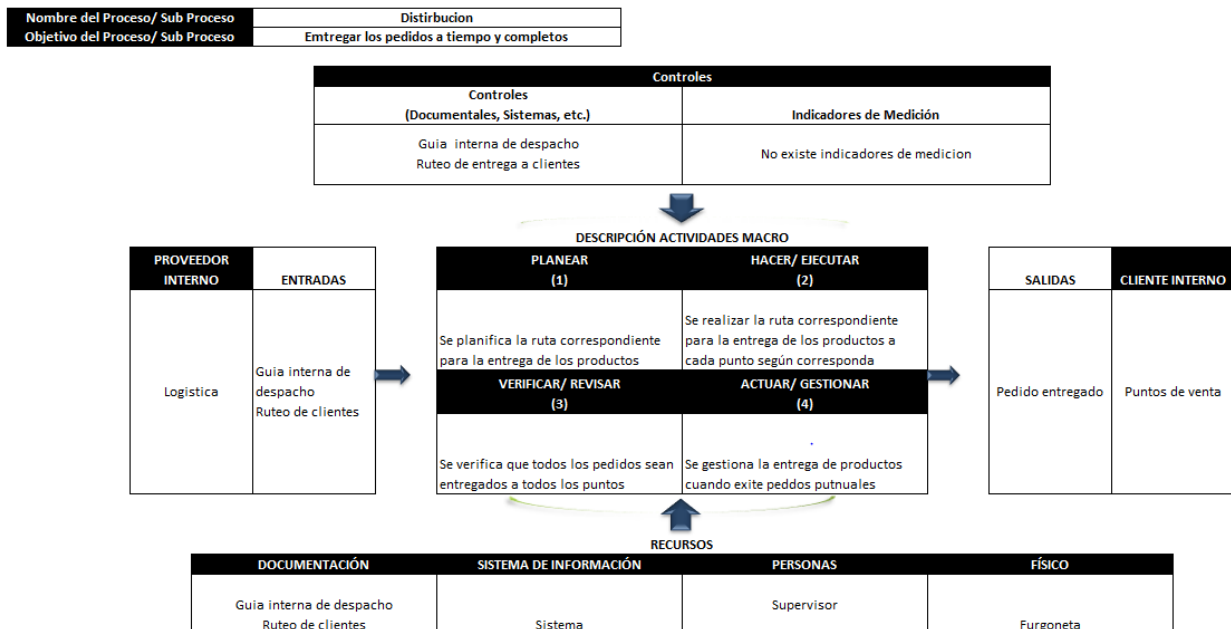 Nombre del Proceso/ Sub Proceso
Distirbucion
Objetivo del Proceso/ Sub Proceso
Emtregar los pedidos a tiempo y completos
Controles
Controles
(Documentales, Sistemas, etc.)
Indicadores de Medición
Guia interna de despacho
Ruteo de entrega a clientes
No existe indicadores de medicion
DESCRIPCIÓN ACTIVIDADES MACRO
PROVEEDOR
INTERNO
ENTRADAS
Logistica
Guia interna de
despacho
Ruteo de clientes
PLANEAR
(1)
HACER/ EJECUTAR
(2)
Se planifica la ruta correspondiente
para la entrega de los productos
Se realizar la ruta correspondiente
para la entrega de los productos a
cada punto según corresponda
VERIFICAR/ REVISAR
(3)
ACTUAR/ GESTIONAR
(4)
Se verifica que todos los pedidos sean
entregados a todos los puntos
.
Se gestiona la entrega de productos
cuando exite peddos putnuales
SALIDAS
CLIENTE INTERNO
Pedido entregado
Puntos de venta
RECURSOS
DOCUMENTACIÓN
SISTEMA DE INFORMACIÓN
PERSONAS
FÍSICO
Guia interna de despacho
Ruteo de clientes
Sistema
Supervisor
Furgoneta